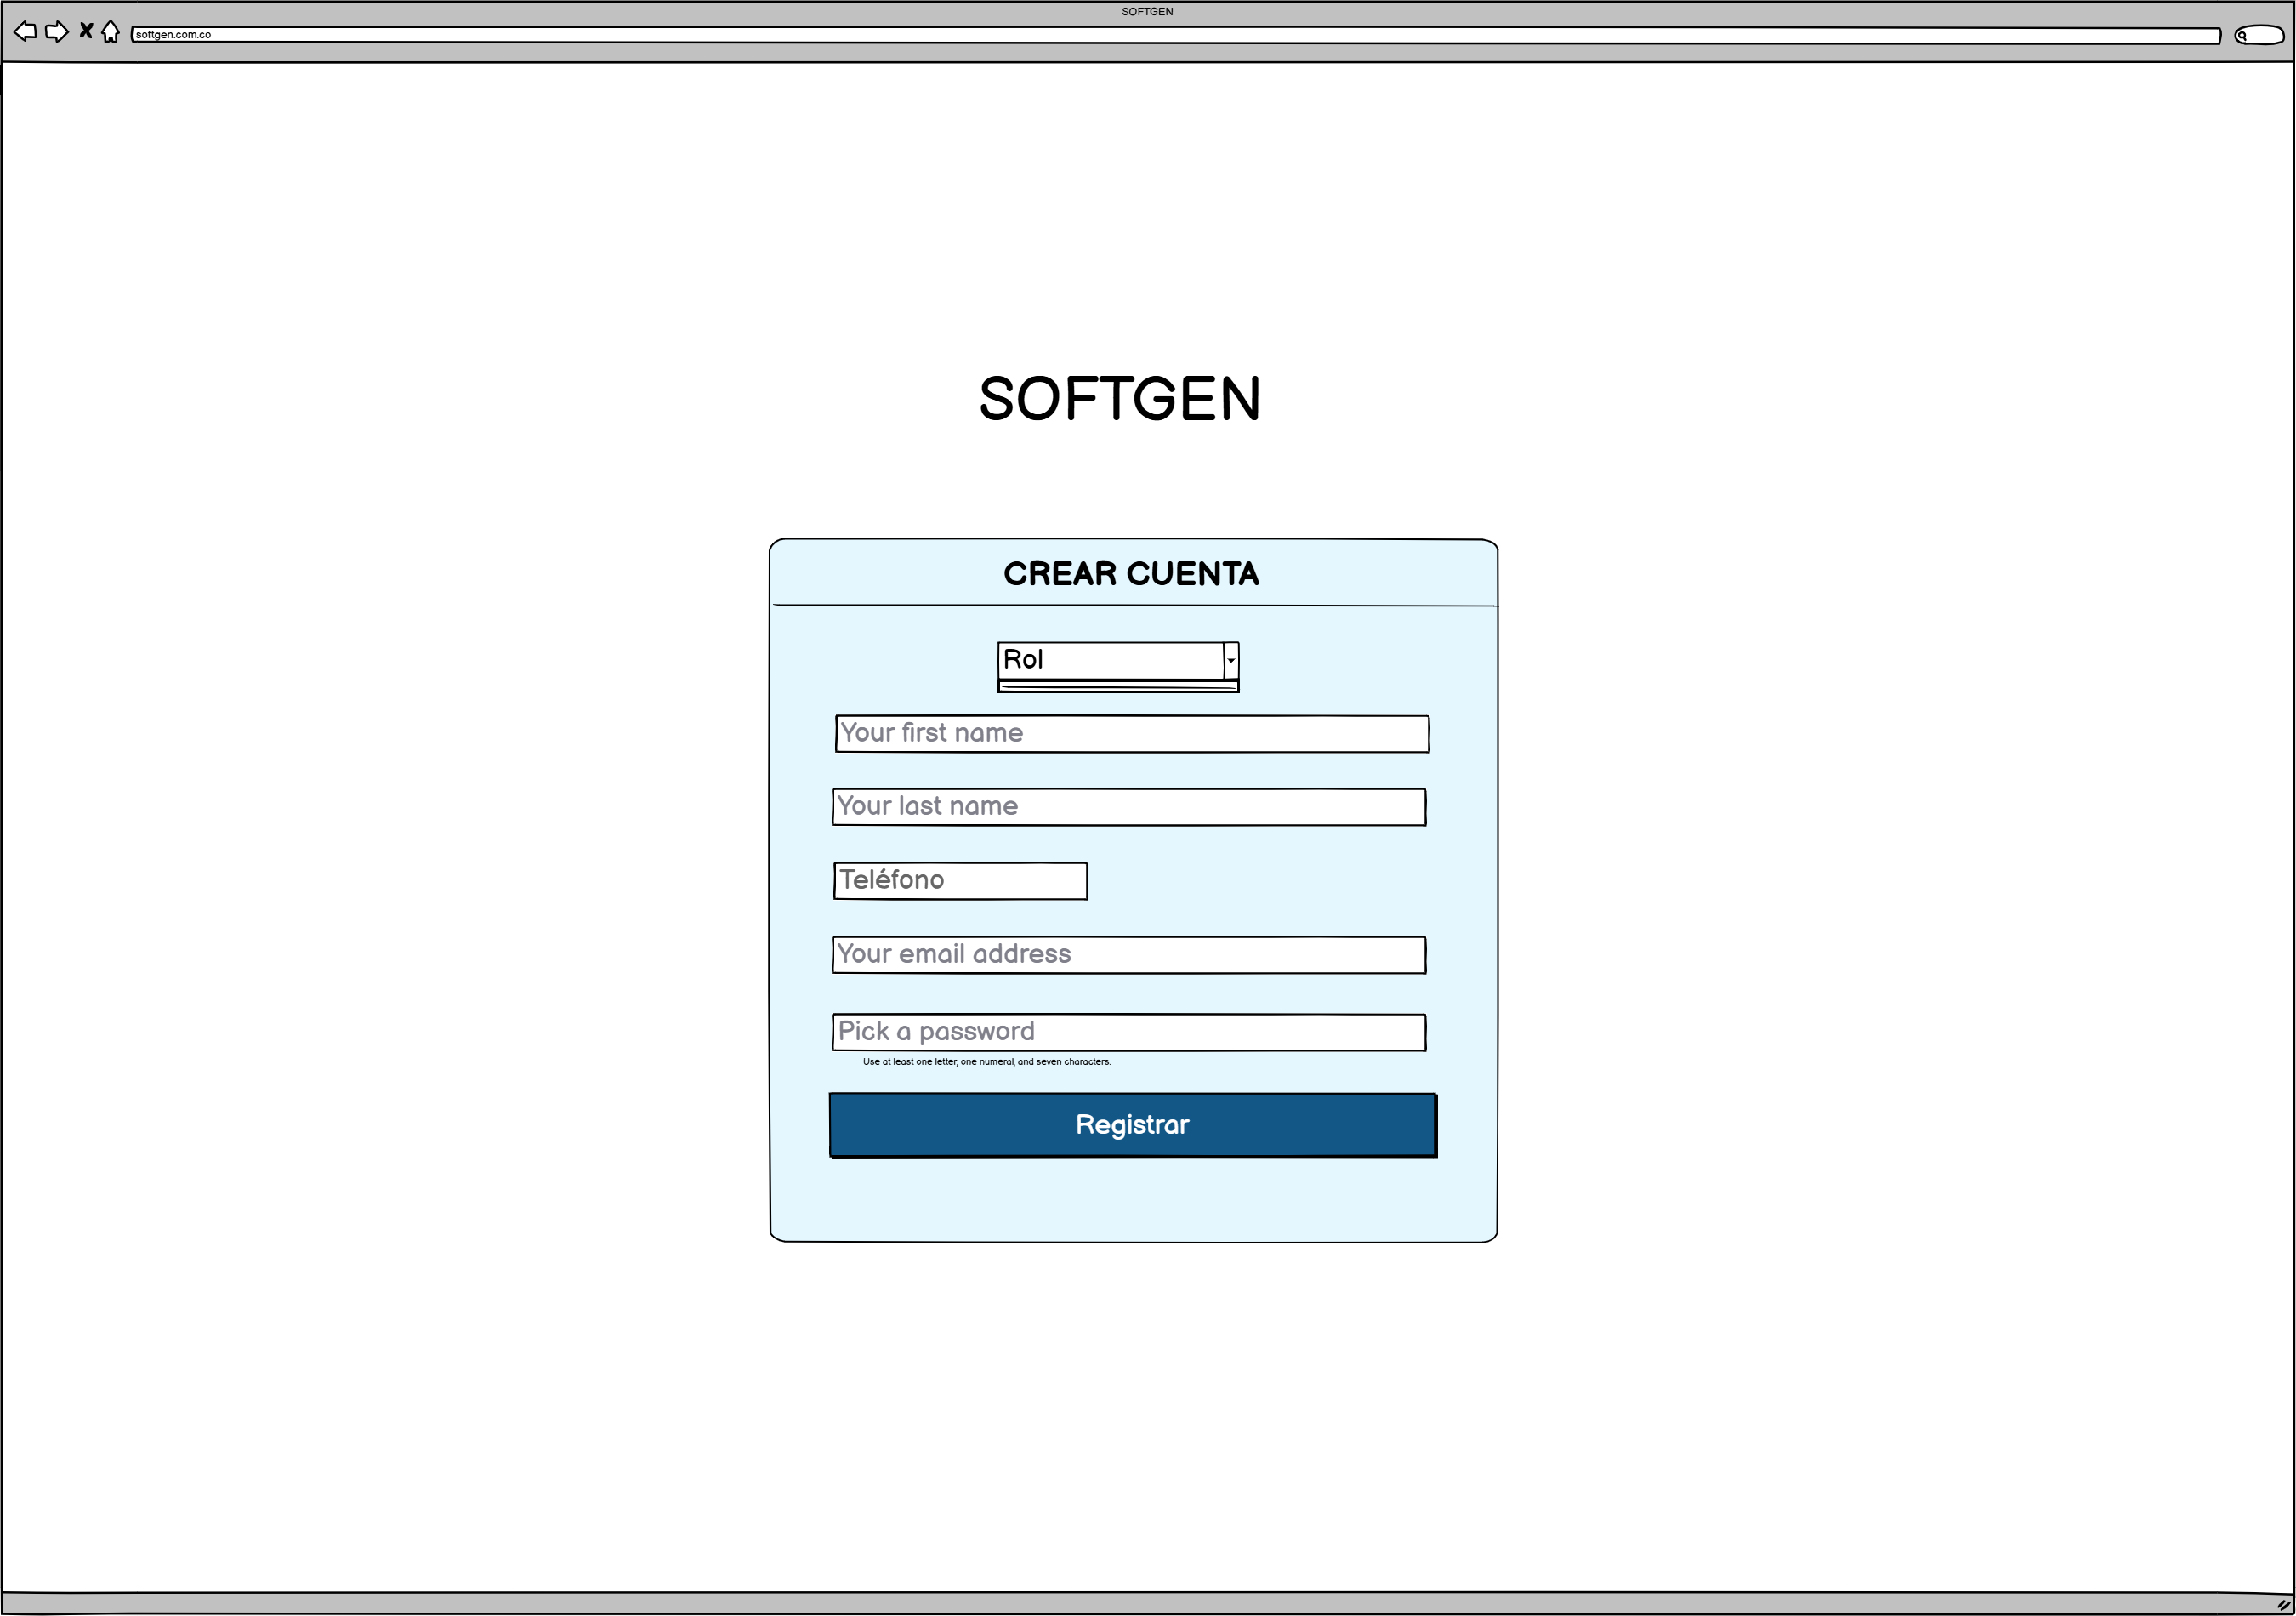 SOFTGEN
softgen.com.co
SOFTGEN
CREAR CUENTA
Rol
Your first name
Your last name
Teléfono
Your email address
Pick a password
Use at least one letter, one numeral, and seven characters.
Registrar